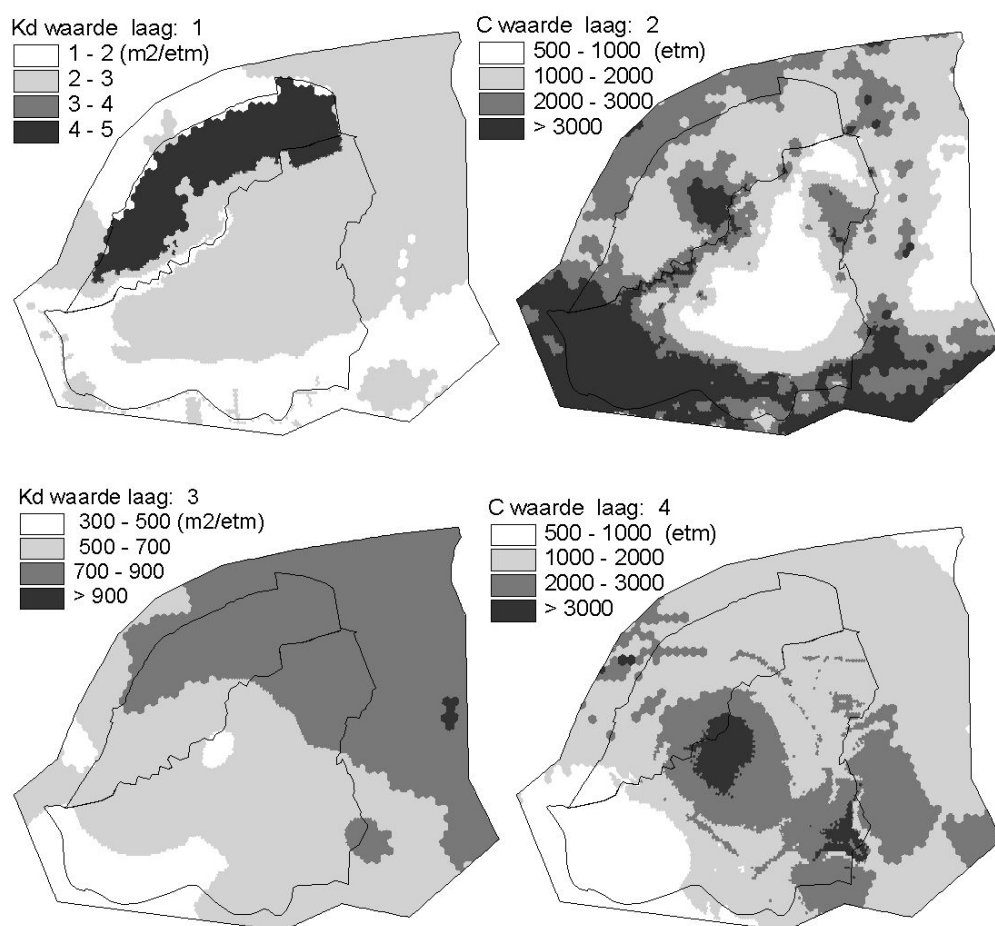 Kd waarde laag: 1
1 - 2 (m2/etm)
2 - 3
3 - 4
4 - 5
C waarde laag: 2
500 - 1000 (etm)
1000 - 2000
2000 - 3000
> 3000
Kd waarde laag: 3
300 - 500 (m2/etm)
500 - 700
700 - 900
> 900
C waarde laag: 4
500 - 1000 (etm)
1000 - 2000
2000 - 3000
> 3000